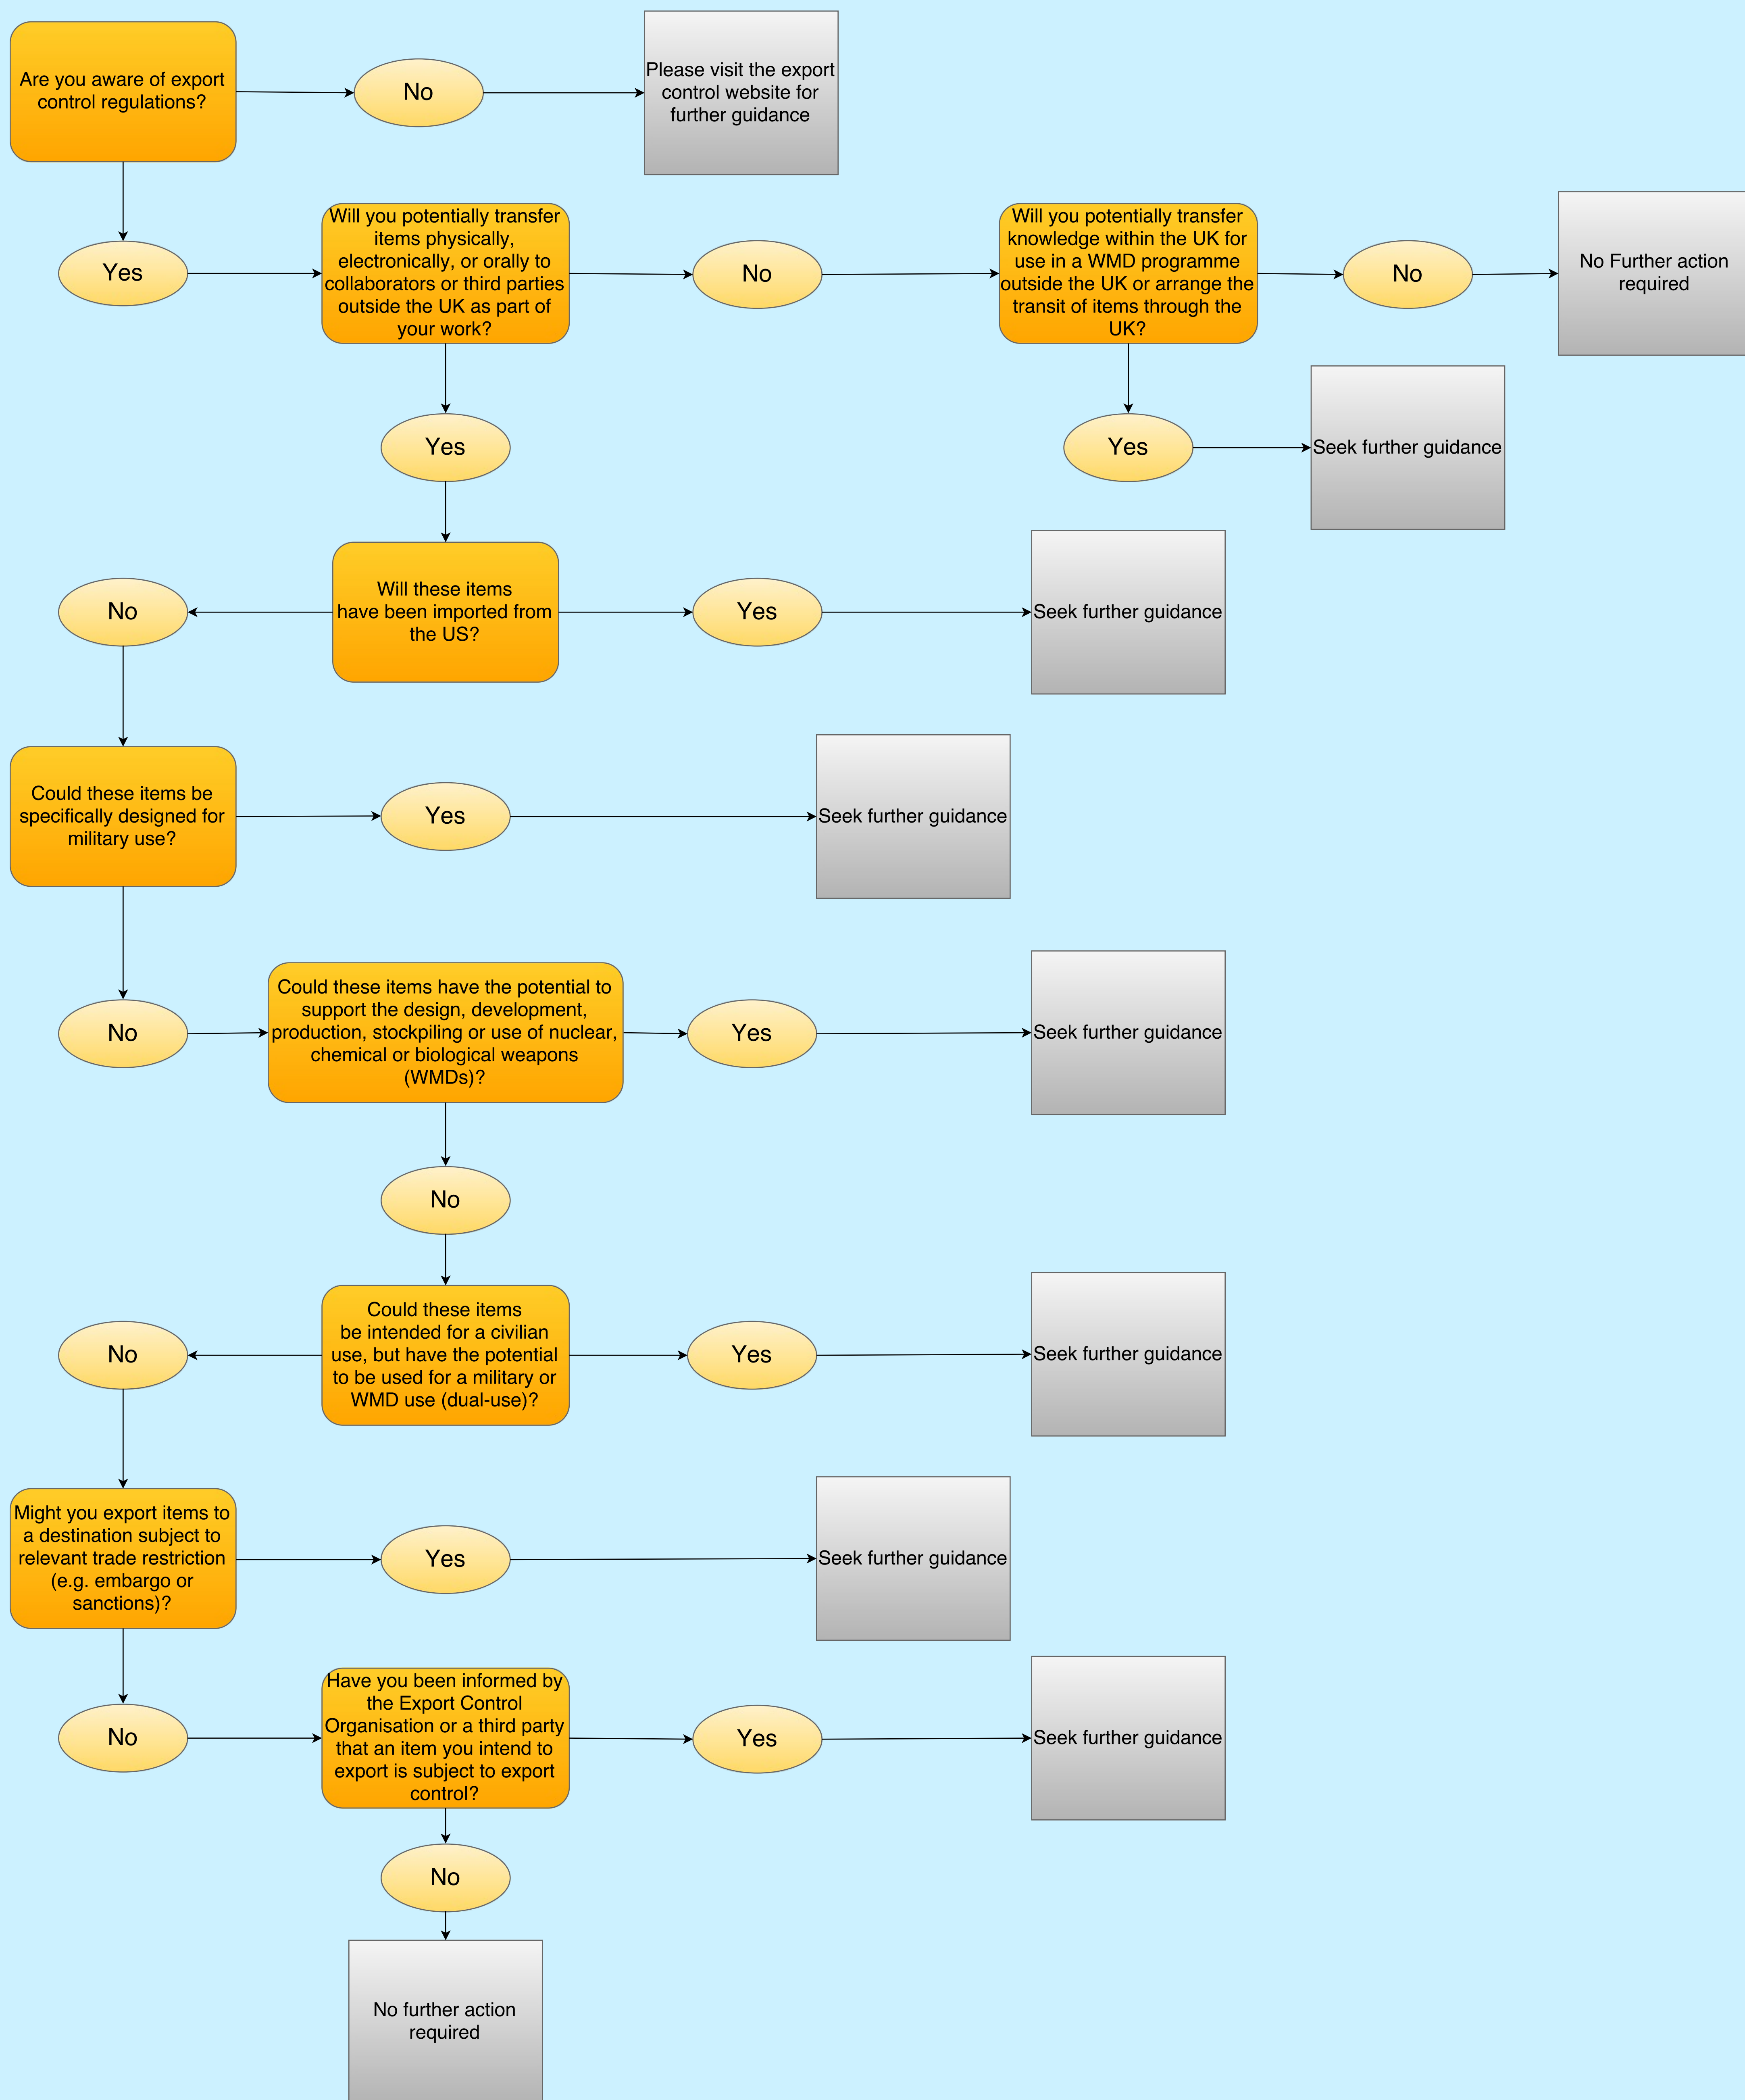 Are you aware of export
control regulations?
No
Please visit the export
control website for
further guidance
Yes
Will you potentially transfer
items physically,
electronically, or orally to
collaborators or third parties
outside the UK as part of
your work?
No
Will you potentially transfer
knowledge within the UK for
use in a WMD programme
outside the UK or arrange the
transit of items through the
UK?
No
No Further action
required
Yes
Yes
Seek further guidance
No
Will these items
have been imported from
the US?
Yes
Seek further guidance
Could these items be
specifically designed for
military use?
Yes
Seek further guidance
No
Could these items have the potential to
support the design, development,
production, stockpiling or use of nuclear,
chemical or biological weapons
(WMDs)?
Yes
Seek further guidance
No
No
Could these items
be intended for a civilian
use, but have the potential
to be used for a military or
WMD use (dual-use)?
Yes
Seek further guidance
Might you export items to
a destination subject to
relevant trade restriction
(e.g. embargo or
sanctions)?
Yes
Seek further guidance
No
Have you been informed by
the Export Control
Organisation or a third party
that an item you intend to
export is subject to export
control?
Yes
Seek further guidance
No
No further action
required